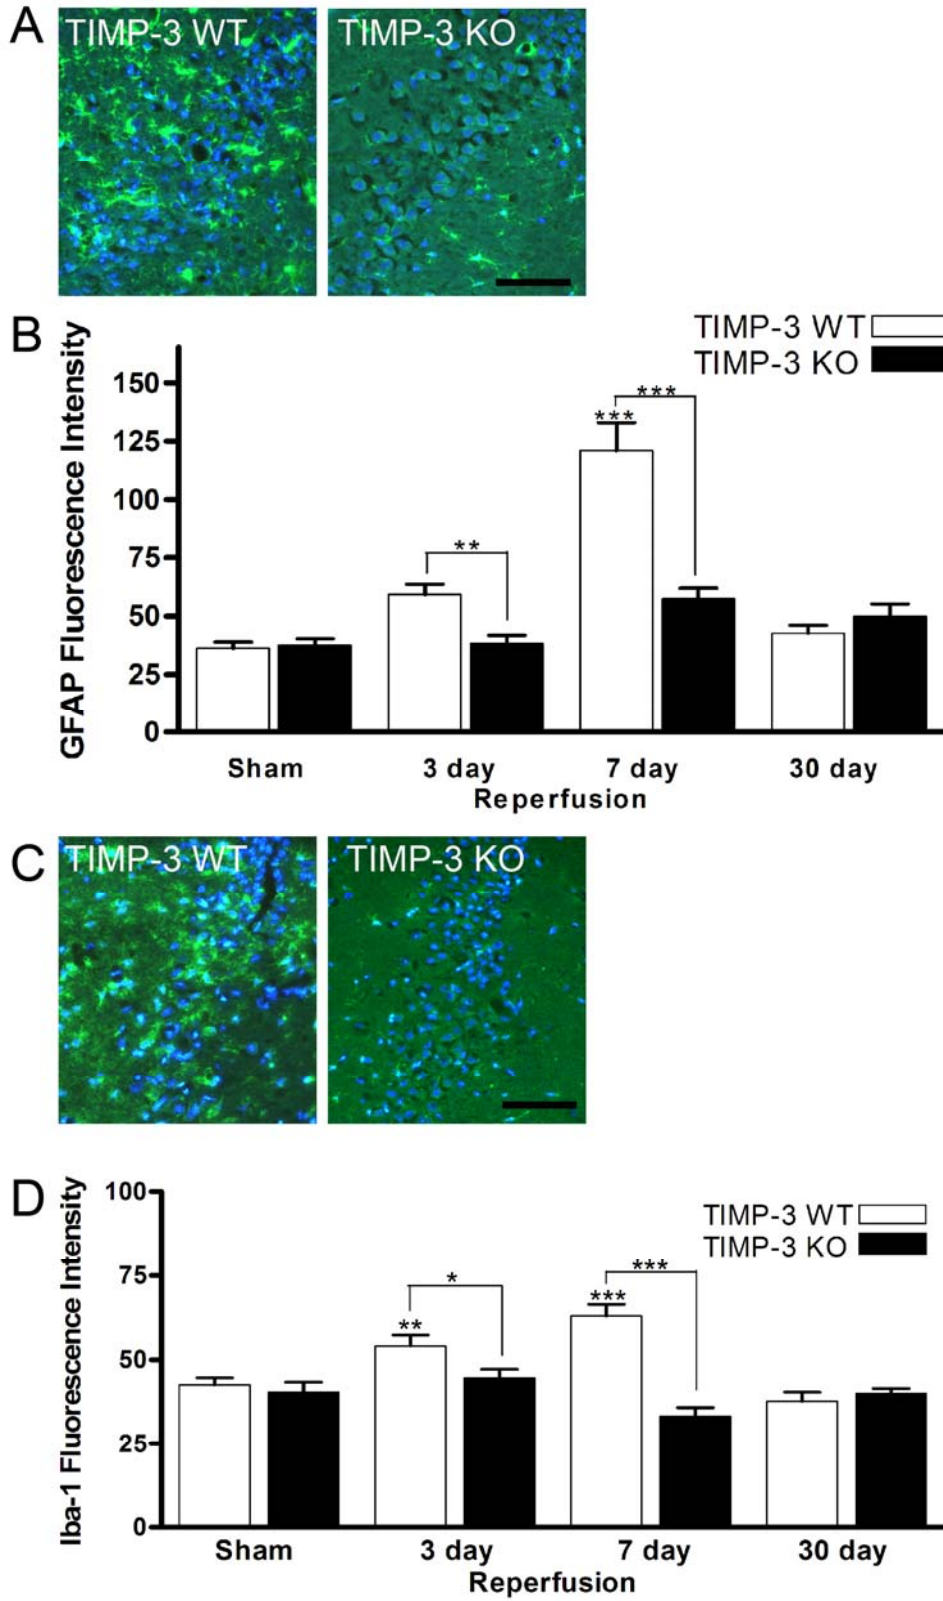 A
TIMP-3 WT
TIMP-3 KO
B
TIMP-3 WT
TIMP-3 KO
GFAP Fluorescence Intensity
150
125
100
75
50
25
0
***
***
**
Sham
3 day
7 day
30 day
Reperfusion
C
TIMP-3 WT
TIMP-3 KO
D
TIMP-3 WT
TIMP-3 KO
Iba-1 Fluorescence Intensity
100
75
50
25
0
***
*
***
**
Sham
3 day
7 day
30 day
Reperfusion